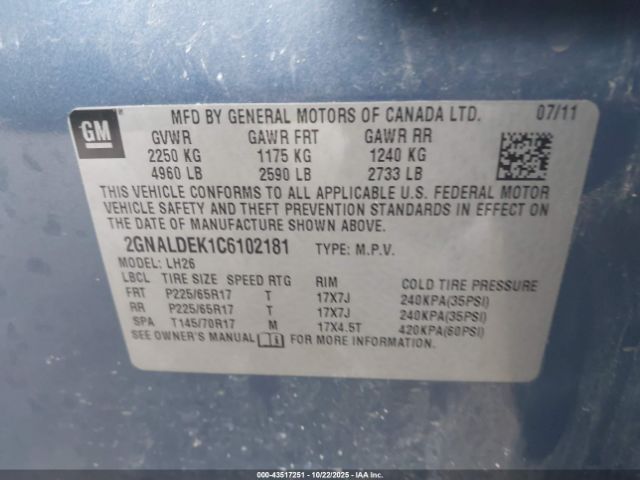 GM
MFD BY GENERAL MOTORS OF CANADA LTD. 07/11
GVWR GAWR FRT GAWR RR
2250 KG 1175 KG 1240 KG
4960 LB 2590 LB 2733 LB
THIS VEHICLE CONFORMS TO ALL APPLICABLE U.S. FEDERAL MOTOR
VEHICLE SAFETY AND THEFT PREVENTION STANDARDS IN EFFECT ON
THE DATE OF MANUFACTURE SHOWN ABOVE.
2GNALDEK1C6102181 TYPE: M.P.V.
MODEL: LH26
LBCL TIRE SIZE SPEED RTG RIM COLD TIRE PRESSURE
FRT P225/65R17 T 17X7J 240KPA(35PSI)
RR P225/65R17 T 17X7J 240KPA(35PSI)
SPA T145/70R17 M 17X4.5T 420KPA(60PSI)
SEE OWNER'S MANUAL FOR MORE INFORMATION.
00-43517251 - 10/22/2025 - IAAI.COM